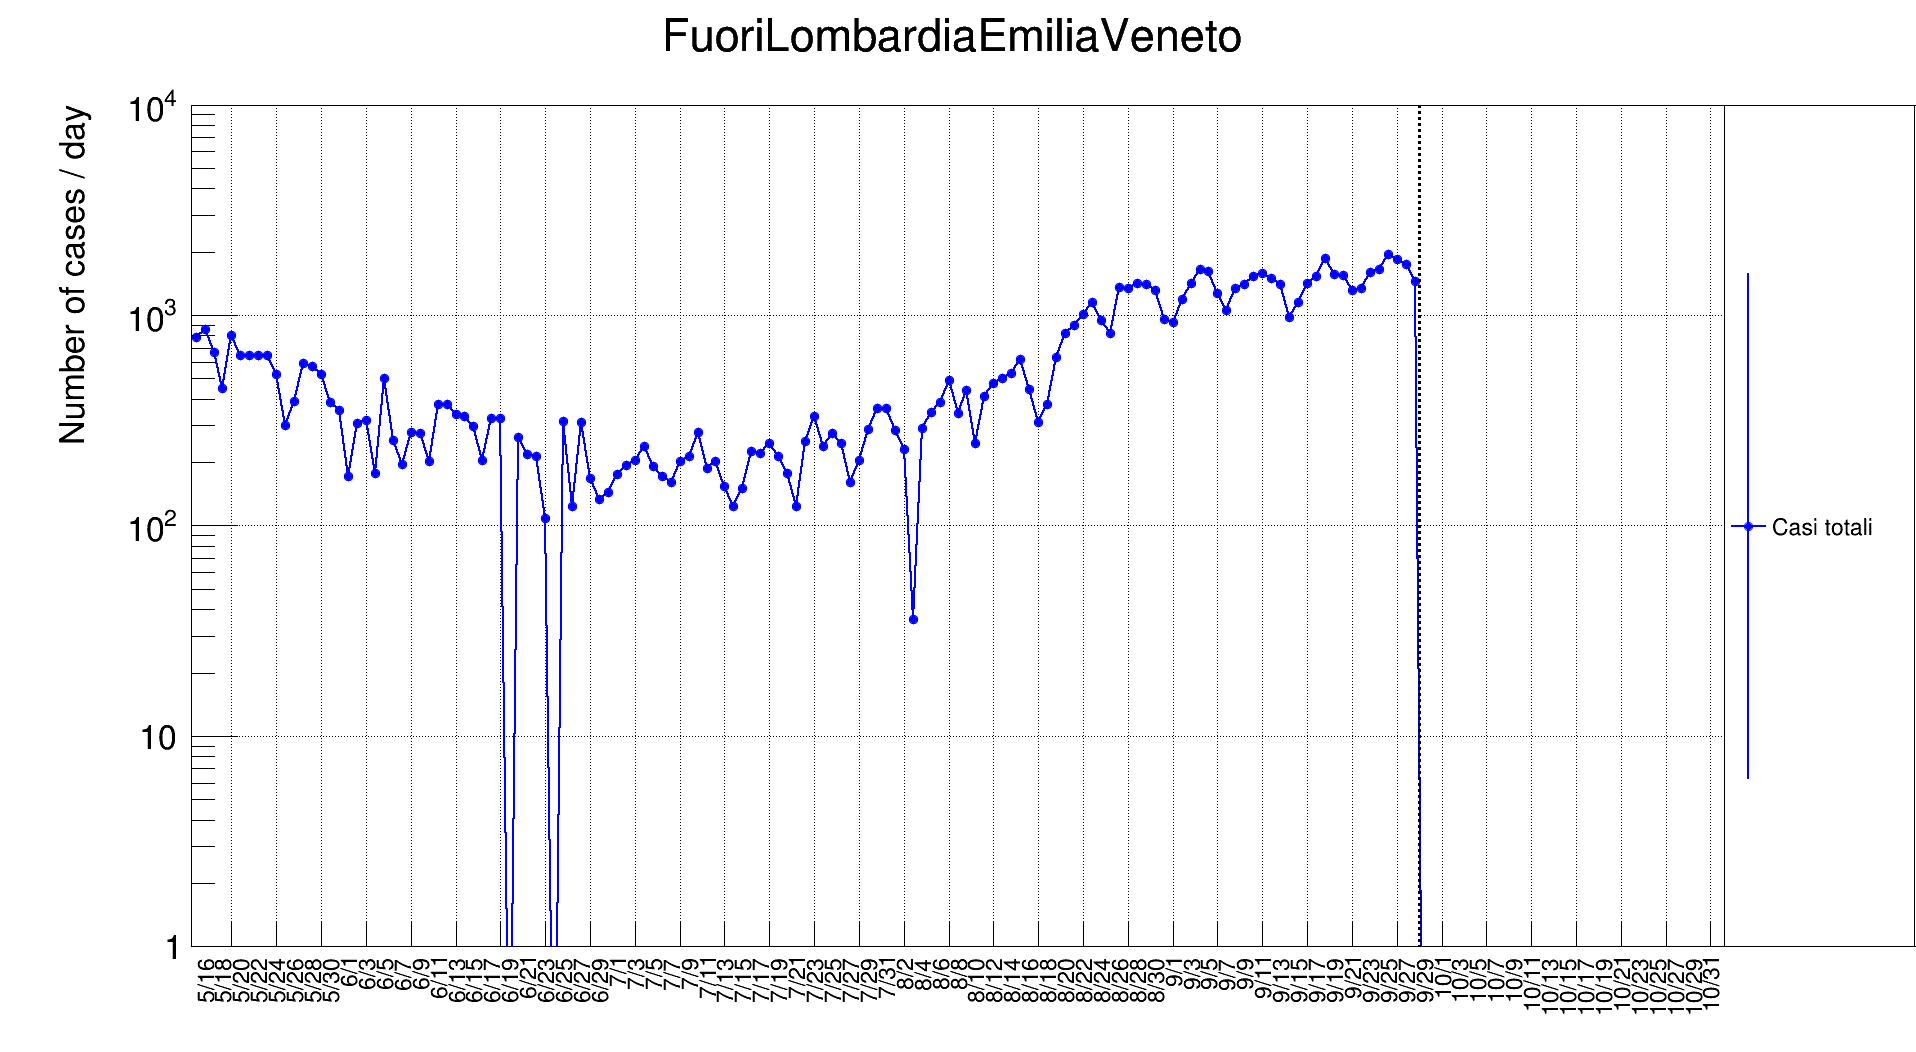 FuoriLombardiaEmiliaVeneto
Number of cases / day
10^4
10^3
10^2
10
1
Casi totali
5/16 5/18 5/20 5/22 5/24 5/26 5/28 5/30 6/1 6/3 6/5 6/7 6/9 6/11 6/13 6/15 6/17 6/19 6/21 6/23 6/25 6/27 6/29 7/1 7/3 7/5 7/7 7/9 7/11 7/13 7/15 7/17 7/19 7/21 7/23 7/25 7/27 7/29 7/31 8/2 8/4 8/6 8/8 8/10 8/12 8/14 8/16 8/18 8/20 8/22 8/24 8/26 8/28 8/30 9/1 9/3 9/5 9/7 9/9 9/11 9/13 9/15 9/17 9/19 9/21 9/23 9/25 9/27 9/29 10/1 10/3 10/5 10/7 10/9 10/11 10/13 10/15 10/17 10/19 10/21 10/23 10/25 10/27 10/29 10/31